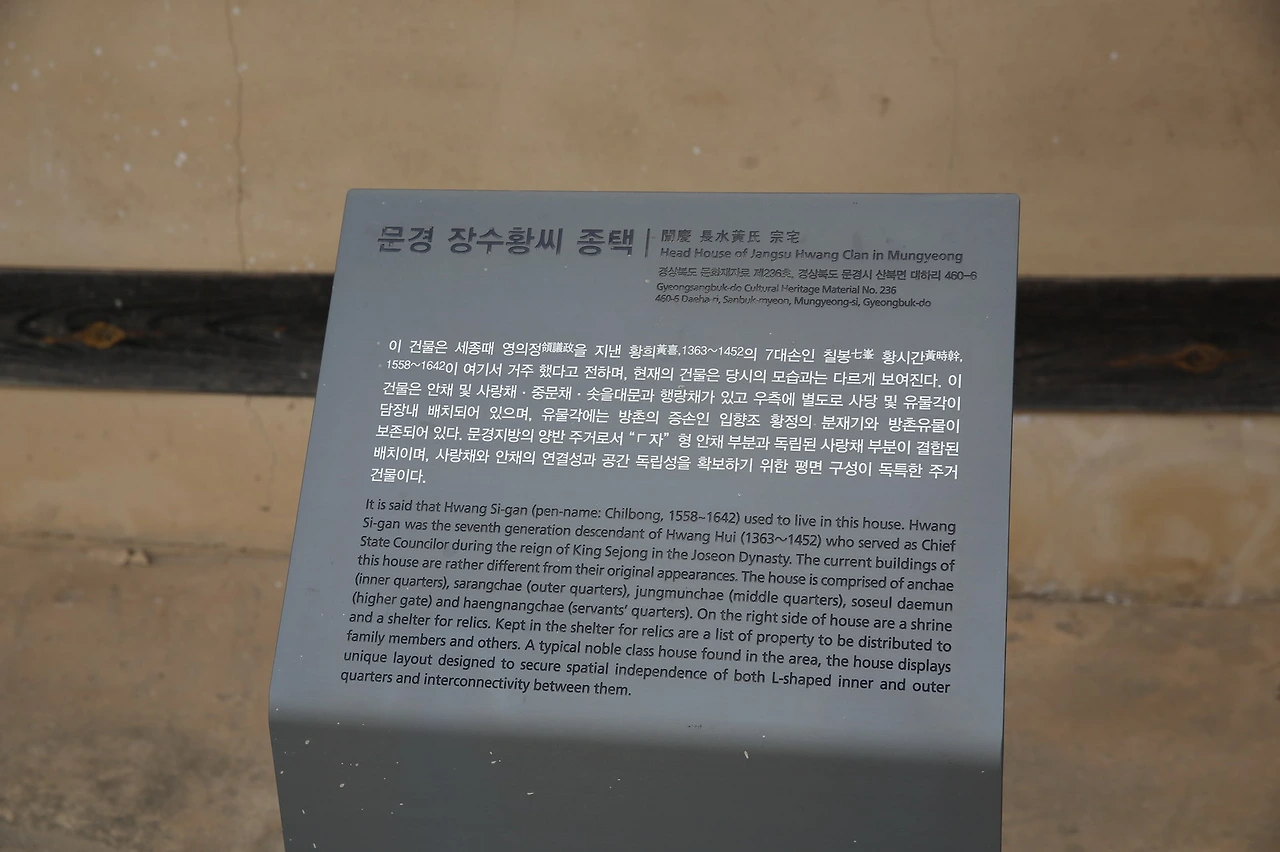 문경 장수황씨 종택
聞慶 長水黃氏 宗宅
Head House of Jangsu Hwang Clan in Mungyeong
경상북도 문화재자료 제236호, 경상북도 문경시 산북면 대하리 460-6
Gyeongsangbuk-do Cultural Heritage Material No. 236
460-6 Daeha-ri, Sanbuk-myeon, Mungyeong-si, Gyeongbuk-do
이 건물은 세종때 영의정領議政을 지낸 황희黃喜,1363～1452의 7대손인 칠봉七峯 황시간黃時幹,
1558～1642이 여기서 거주 했다고 전하며, 현재의 건물은 당시의 모습과는 다르게 보여진다. 이
건물은 안채 및 사랑채 · 중문채 · 솟을대문과 행랑채가 있고 우측에 별도로 사당 및 유물각이
담장내 배치되어 있으며, 유물각에는 방촌의 증손인 입향조 황정의 분재기와 방촌유물이
보존되어 있다. 문경지방의 양반 주거로서 “ㄱ자” 형 안채 부분과 독립된 사랑채 부분이 결합된
배치이며, 사랑채와 안채의 연결성과 공간 독립성을 확보하기 위한 평면 구성이 독특한 주거
건물이다.
It is said that Hwang Si-gan (pen-name: Chilbong, 1558~1642) used to live in this house. Hwang
Si-gan was the seventh generation descendant of Hwang Hui (1363～1452) who served as Chief
State Councilor during the reign of King Sejong in the Joseon Dynasty. The current buildings of
this house are rather different from their original appearances. The house is comprised of anchae
(inner quarters), sarangchae (outer quarters), jungmunchae (middle quarters), soseul daemun
(higher gate) and haengnangchae (servants’ quarters). On the right side of house are a shrine
and a shelter for relics. Kept in the shelter for relics are a list of property to be distributed to
family members and others. A typical noble class house found in the area, the house displays
unique layout designed to secure spatial independence of both L-shaped inner and outer
quarters and interconnectivity between them.